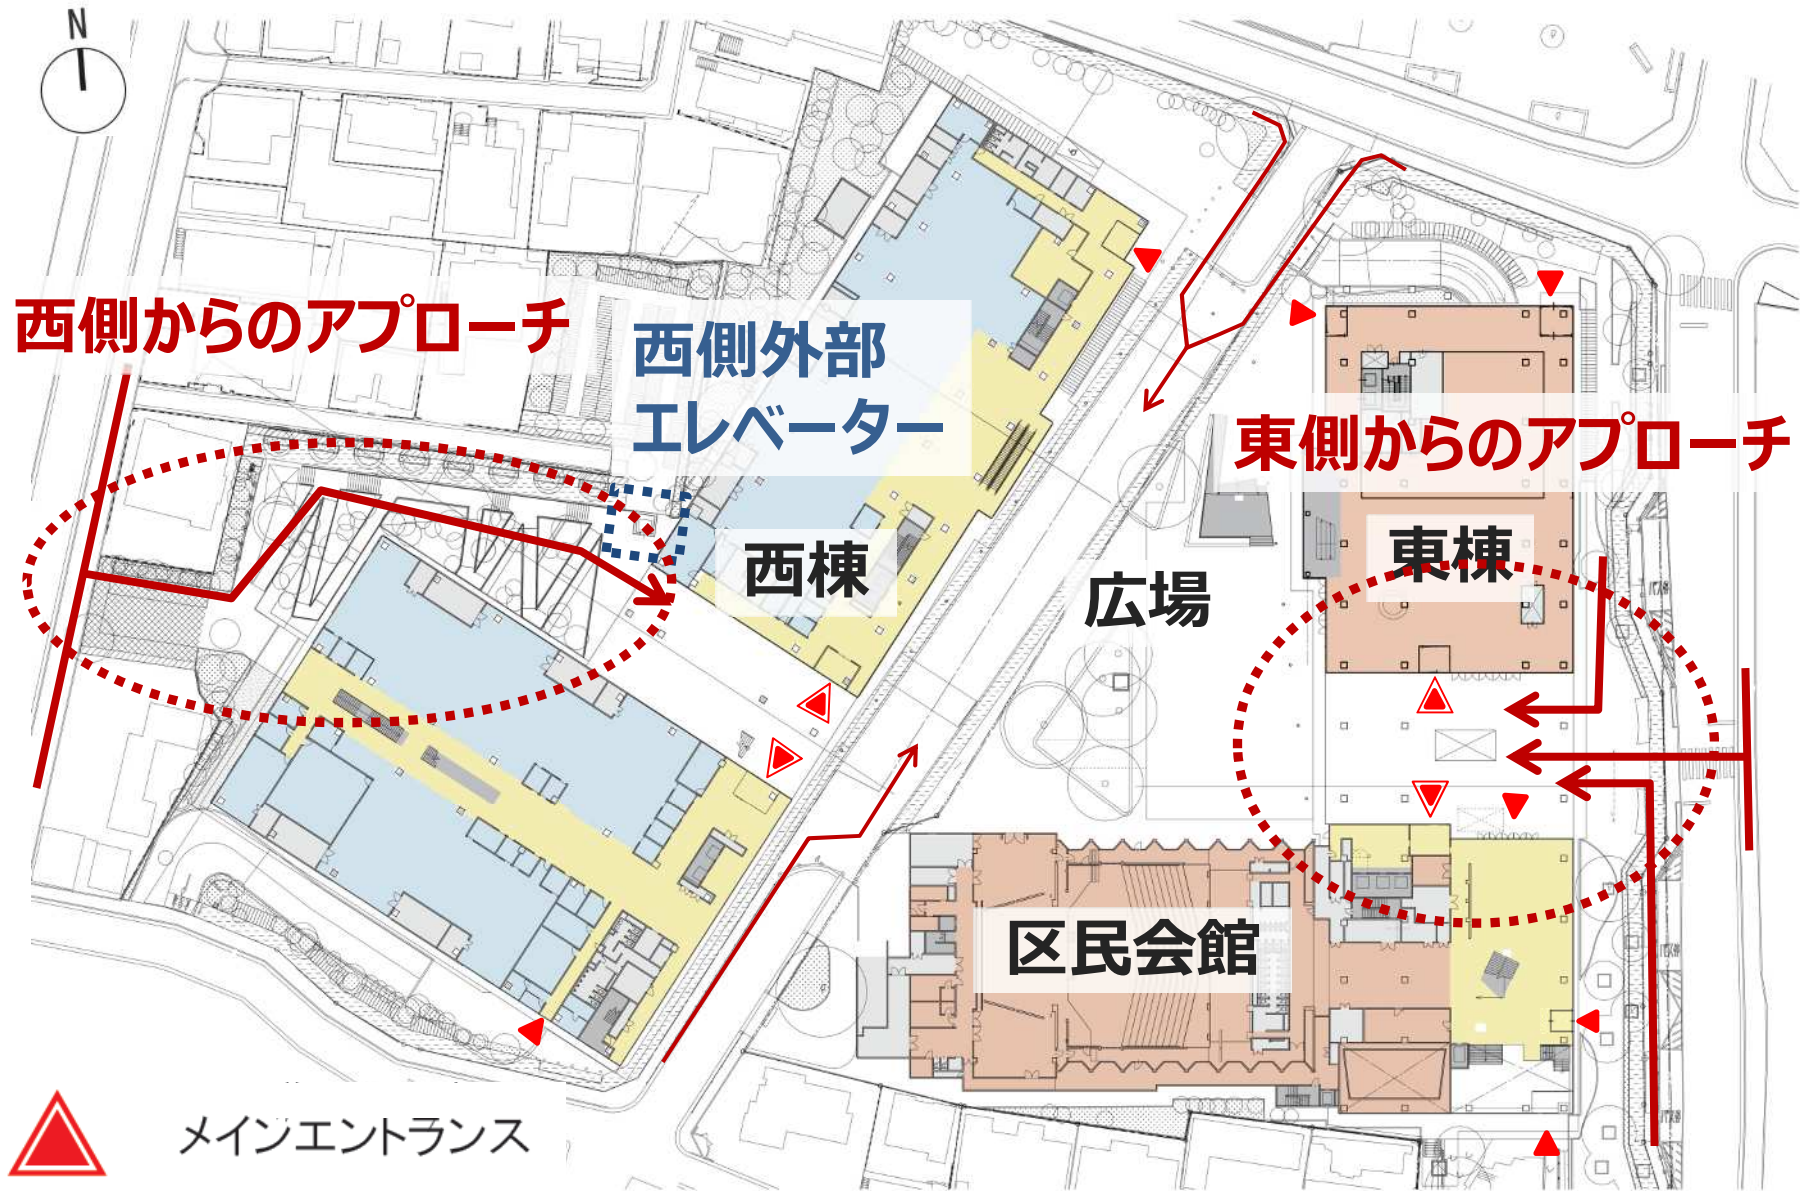 N
西側からのアプローチ
西側外部
エレベーター
東側からのアプローチ
西棟
東棟
広場
区民会館
メインエントランス